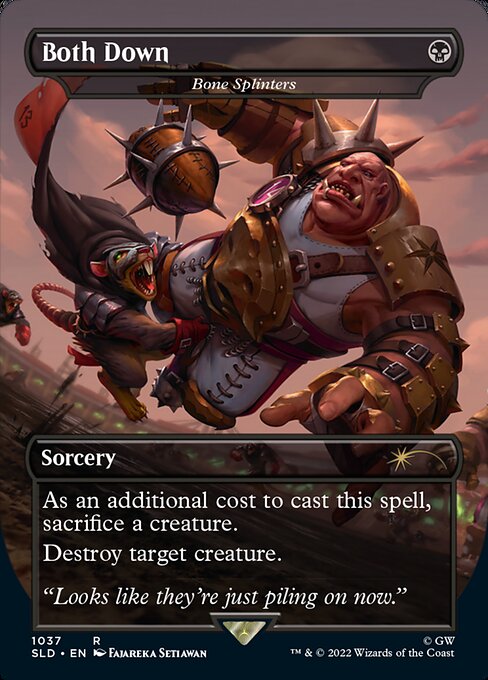 Both Down
Bone Splinters
Sorcery
As an additional cost to cast this spell,
sacrifice a creature.
Destroy target creature.
“Looks like they’re just piling on now.”
1037 R
© GW
SLD • EN Fajareka Setiawan
™ & © 2022 Wizards of the Coast